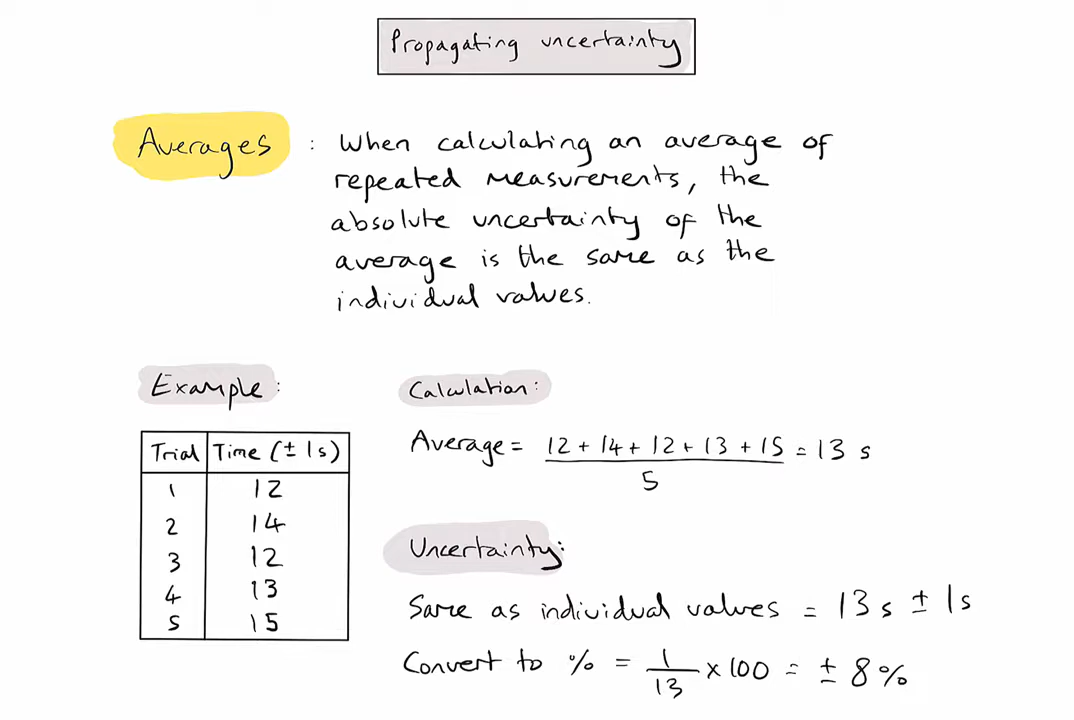 Propagating uncertainty
Averages : When calculating an average of
repeated measurements, the
absolute uncertainty of the
average is the same as the
individual values.
Example:
Trial Time (± 1s)
1 12
2 14
3 12
4 13
5 15
Calculation:
Average = 12 + 14 + 12 + 13 + 15 / 5 = 13 s
Uncertainty:
Same as individual values = 13s ± 1s
Convert to % = 1/13 × 100 = ± 8%